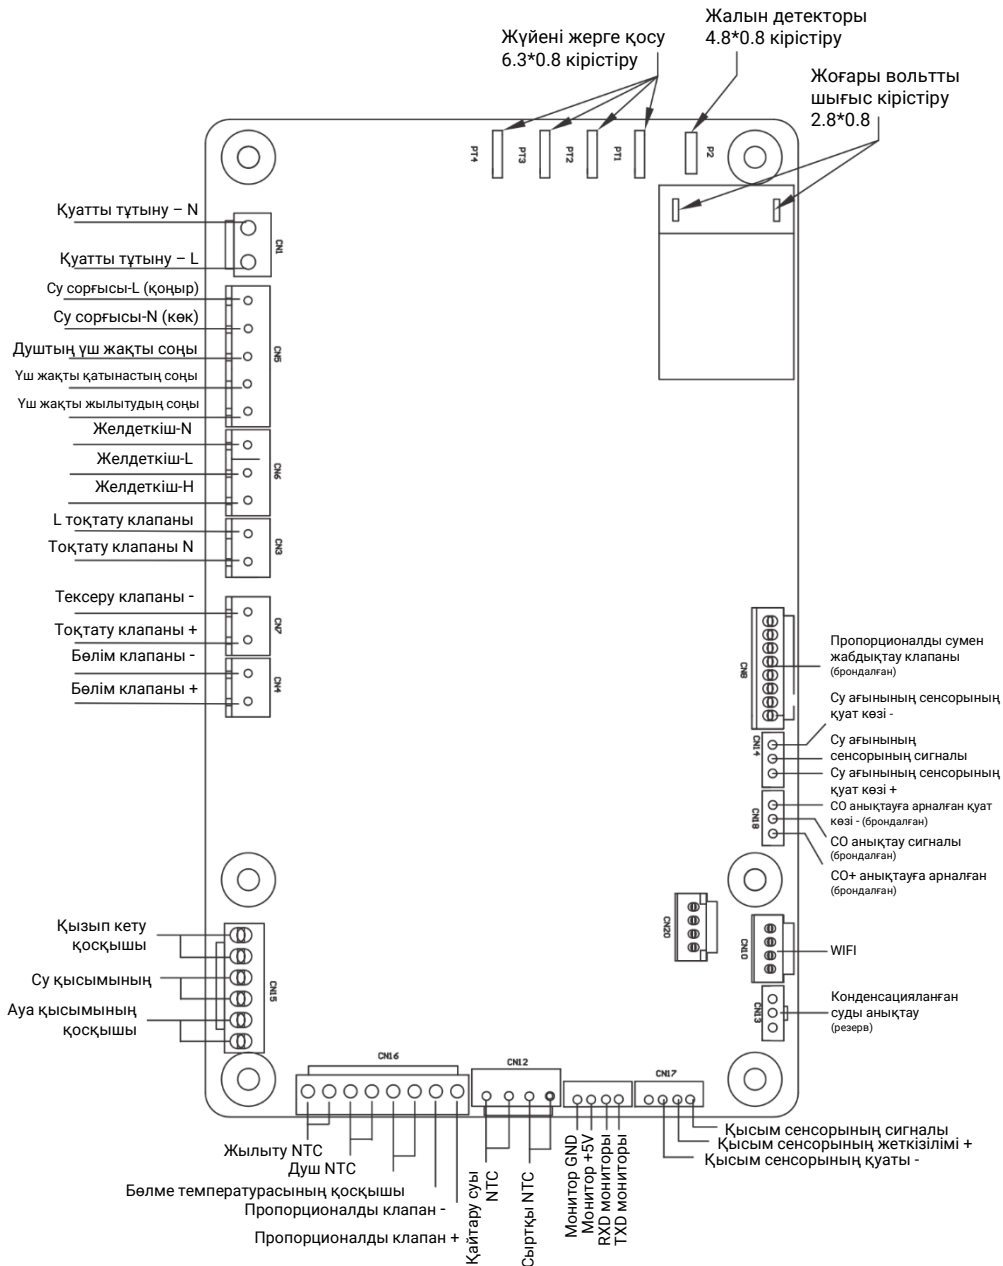 Жүйені жерге қосу
6.3*0.8 кірістіру
Жалын детекторы
4.8*0.8 кірістіру
Жоғары вольтты
шығыс кірістіру
2.8*0.8
PT4
PT3
PT2
PT1
P2
Қуатты тұтыну – N
Қуатты тұтыну – L
CN1
Су сорғысы-L (қоңыр)
Су сорғысы-N (көк)
Душтың үш жақты соңы
Үш жақты қатынастың соңы
Үш жақты жылытудың соңы
CN5
Желдеткіш-N
Желдеткіш-L
Желдеткіш-H
CN6
L тоқтату клапаны
Тоқтату клапаны N
CN3
Тексеру клапаны -
Тоқтату клапаны +
CN7
Бөлім клапаны -
Бөлім клапаны +
CN4
CN8
Пропорционалды сумен
жабдықтау клапаны
(брондалған)
CN14
Су ағынының сенсорының
қуат көзі -
Су ағынының
сенсорының сигналы
Су ағынының сенсорының
қуат көзі +
CN18
СО анықтауға арналған қуат
көзі - (брондалған)
СО анықтау сигналы
(брондалған)
СО+ анықтауға арналған
(брондалған)
CN20
CN10
WIFI
CN13
Конденсацияланған
суды анықтау
(резерв)
Қызып кету
қосқышы
Су қысымының
Ауа қысымының
қосқышы
CN15
CN16
CN12
CN17
Жылыту NTC
Душ NTC
Бөлме температурасының қосқышы
Пропорционалды клапан -
Пропорционалды клапан +
Қайтару суы
NTC
Сыртқы NTC
Монитор GND
Монитор +5V
RXD мониторы
TXD мониторы
Қысым сенсорының сигналы
Қысым сенсорының жеткізілімі +
Қысым сенсорының қуаты -